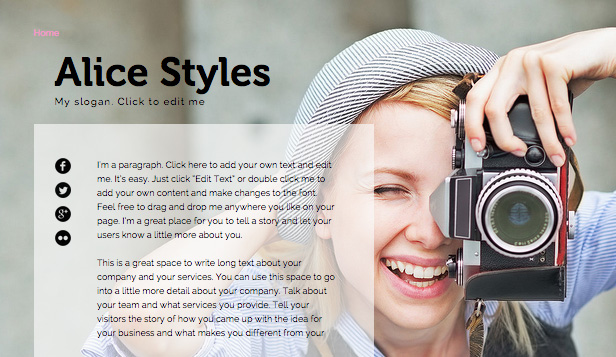 Home
Alice Styles
My slogan. Click to edit me
I'm a paragraph. Click here to add your own text and edit
me. It's easy. Just click "Edit Text" or double click me to
add your own content and make changes to the font.
Feel free to drag and drop me anywhere you like on your
page. I'm a great place for you to tell a story and let your
users know a little more about you.
This is a great space to write long text about your
company and your services. You can use this space to go
into a little more detail about your company. Talk about
your team and what services you provide. Tell your
visitors the story of how you came up with the idea for
your business and what makes you different from your